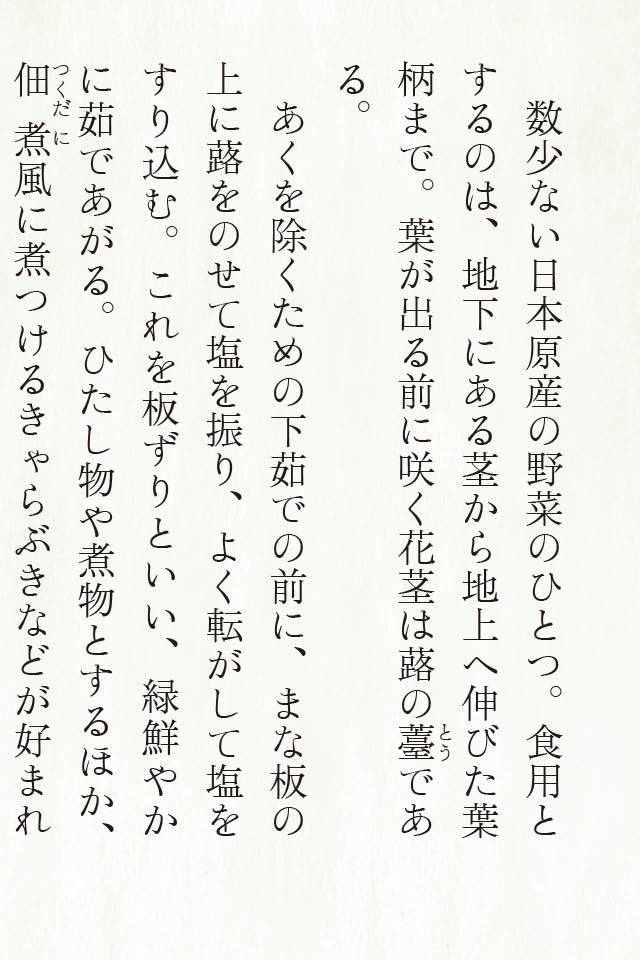 数少ない日本原産の野菜のひとつ。食用と
するのは、地下にある茎から地上へ伸びた葉
柄まで。葉が出る前に咲く花茎は蕗の薹であ
る。
あくを除くための下茹での前に、まな板の
上に蕗をのせて塩を振り、よく転がして塩を
すり込む。これを板ずりといい、緑鮮やか
に茹であがる。ひたし物や煮物とするほか、
佃煮風に煮つけるきゃらぶきなどが好まれ